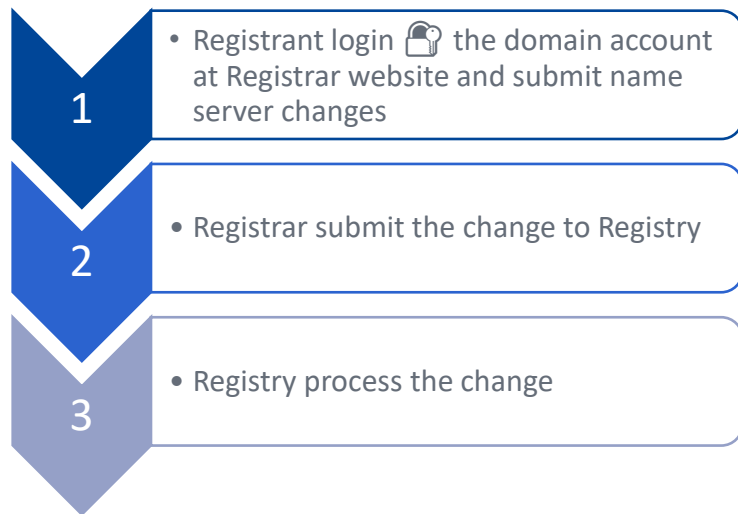 1
• Registrant login the domain account
at Registrar website and submit name
server changes
2
• Registrar submit the change to Registry
3
• Registry process the change